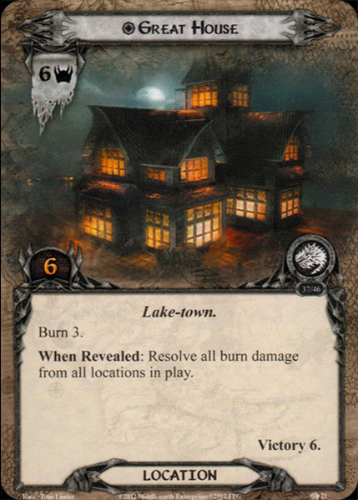 GREAT HOUSE
6
6
37/46
Lake-town.
Burn 3.
When Revealed: Resolve all burn damage
from all locations in play.
Victory 6.
LOCATION
21